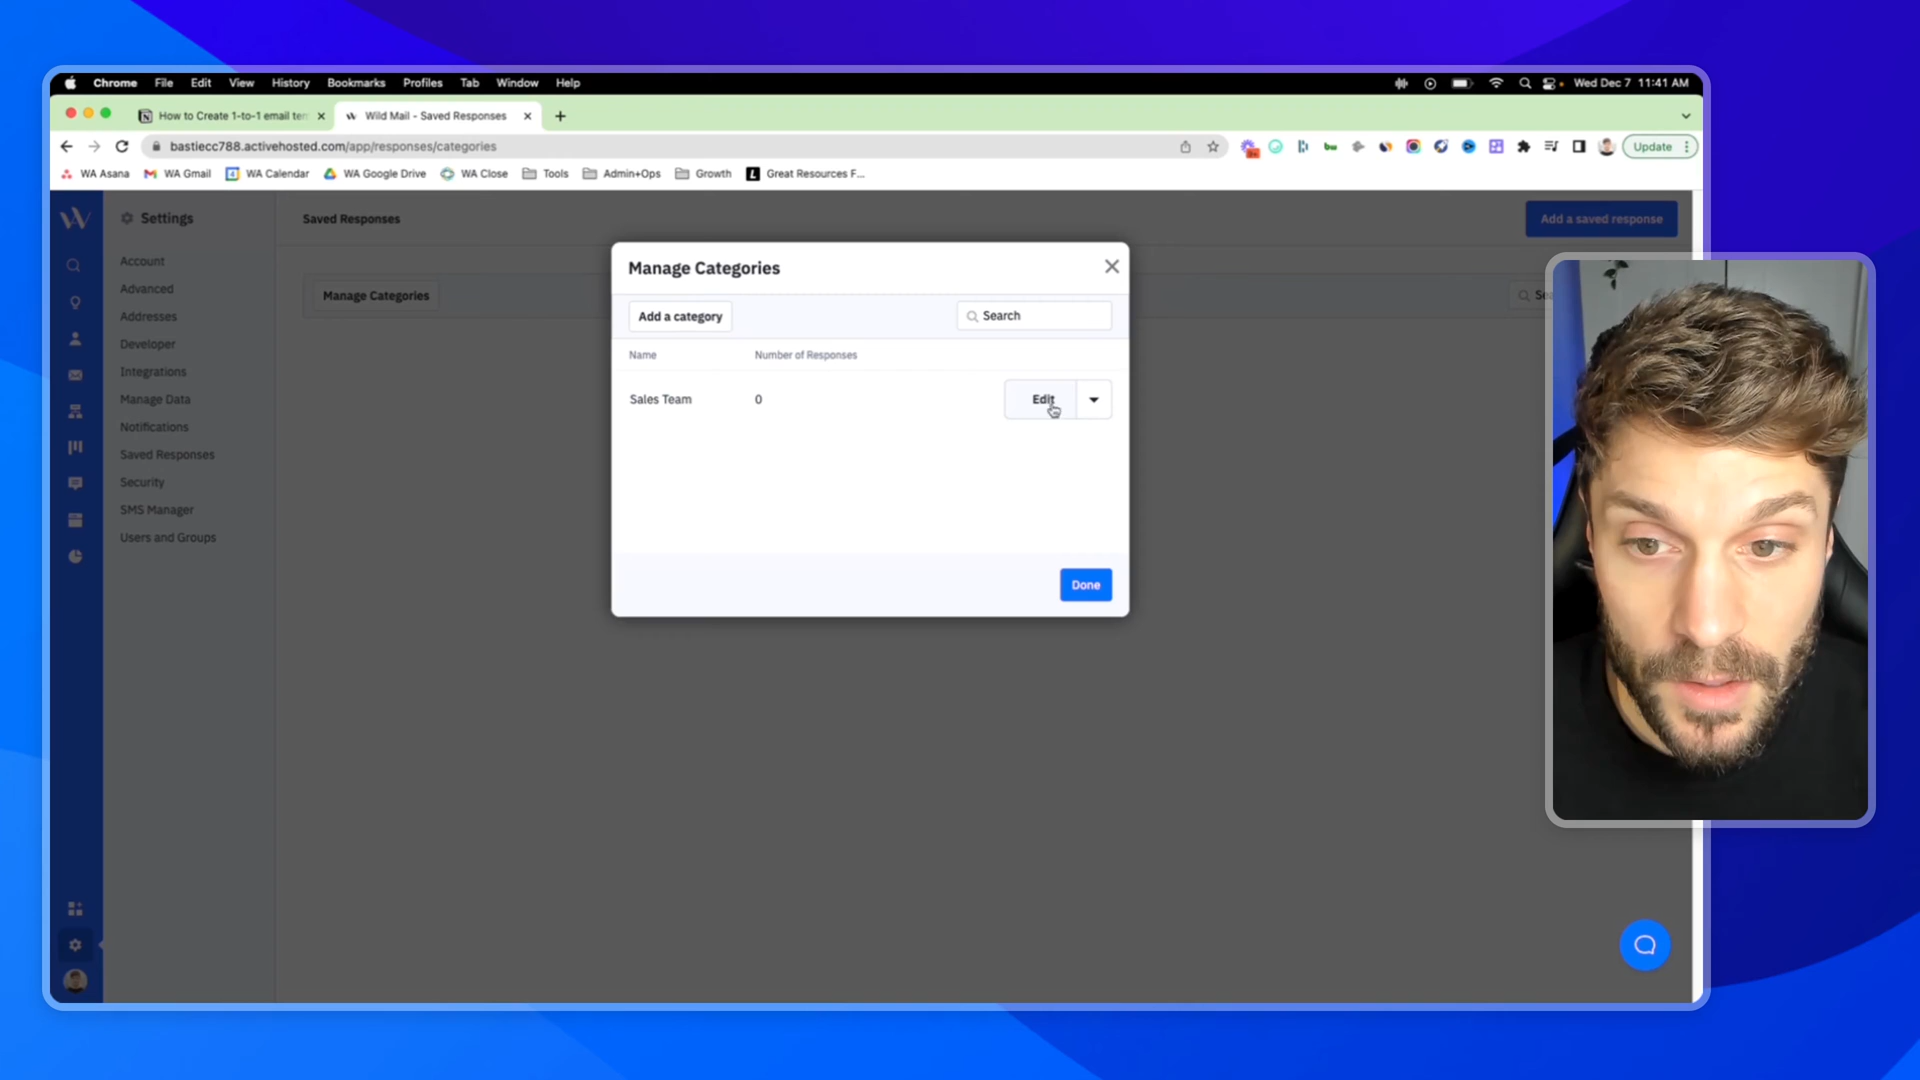 Chrome File Edit View History Bookmarks Profiles Tab Window Help
Wed Dec 7 11:41 AM
How to Create 1-to-1 email ten
Wild Mail - Saved Responses
bastiecc788.activehosted.com/app/responses/categories
Update
WA Asana WA Gmail WA Calendar WA Google Drive WA Close Tools Admin+Ops Growth Great Resources F...
Settings
Account
Advanced
Addresses
Developer
Integrations
Manage Data
Notifications
Saved Responses
Security
SMS Manager
Users and Groups
Saved Responses
Add a saved response
Manage Categories
Manage Categories
Add a category
Search
Name Number of Responses
Sales Team 0 Edit
Done